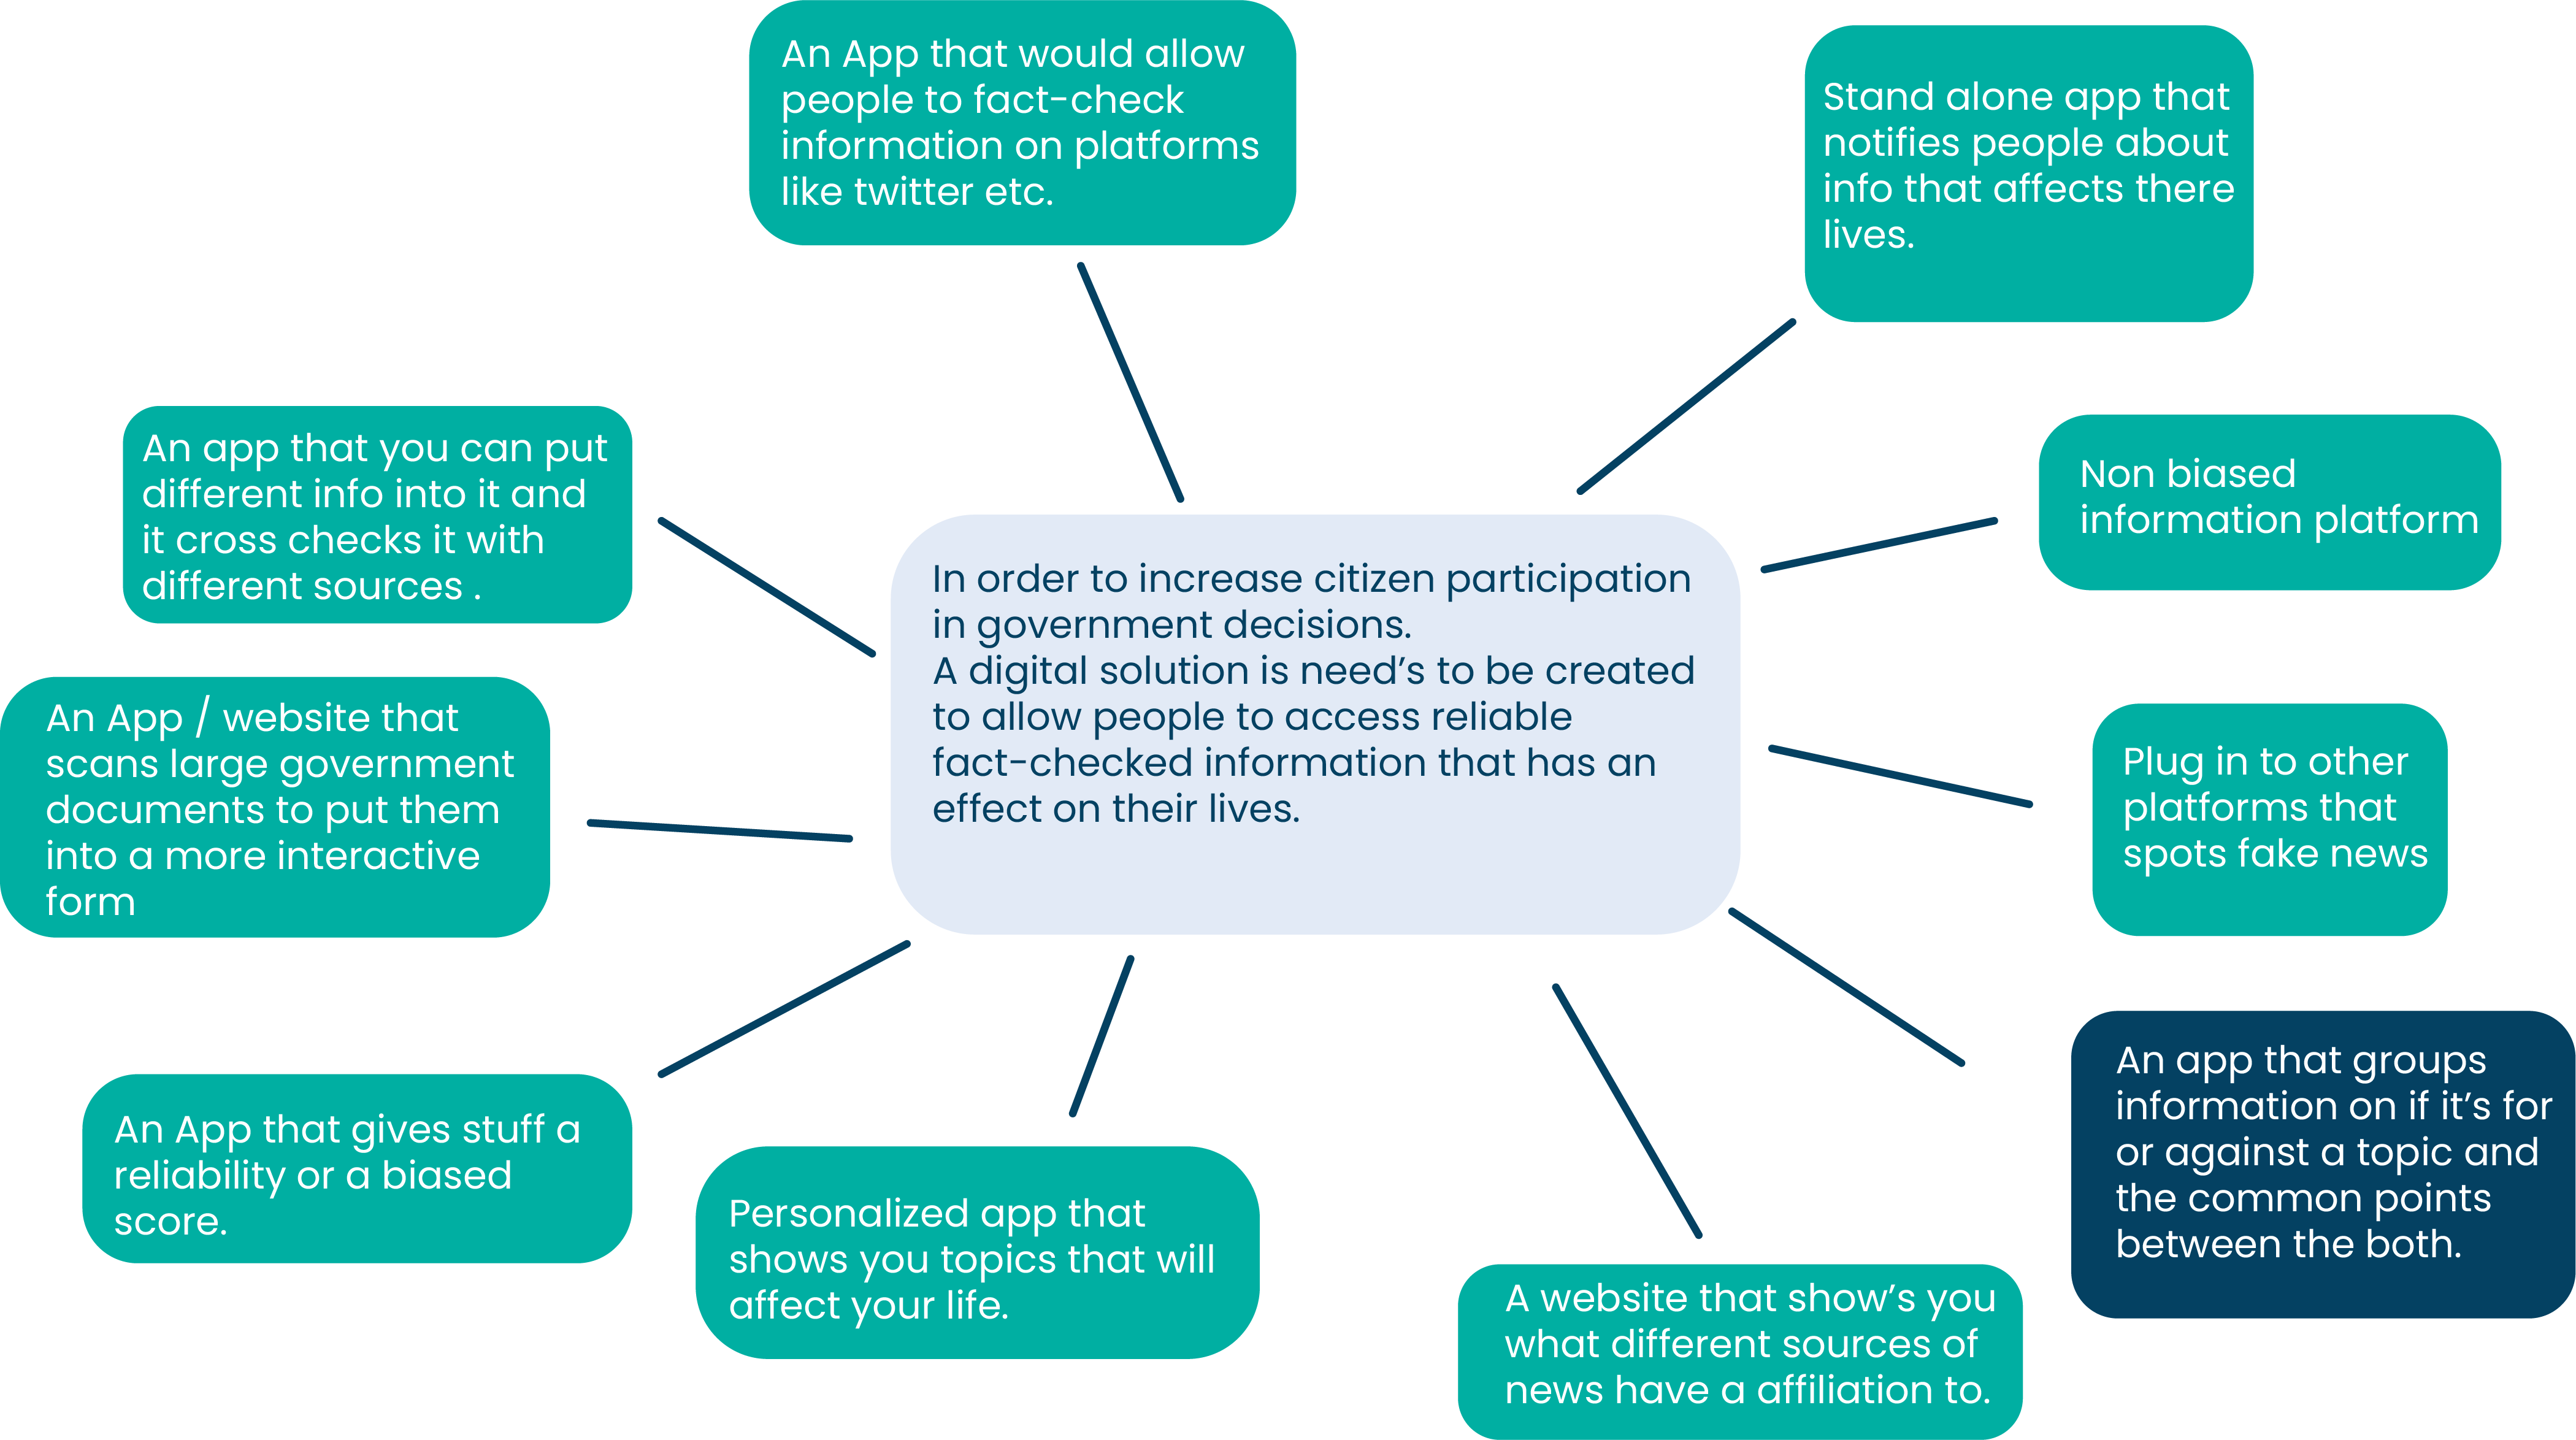 An App that would allow
people to fact-check
information on platforms
like twitter etc.
Stand alone app that
notifies people about
info that affects there
lives.
An app that you can put
different info into it and
it cross checks it with
different sources .
Non biased
information platform
In order to increase citizen participation
in government decisions.
A digital solution is need’s to be created
to allow people to access reliable
fact-checked information that has an
effect on their lives.
An App / website that
scans large government
documents to put them
into a more interactive
form
Plug in to other
platforms that
spots fake news
An App that gives stuff a
reliability or a biased
score.
Personalized app that
shows you topics that will
affect your life.
An app that groups
information on if it’s for
or against a topic and
the common points
between the both.
A website that show’s you
what different sources of
news have a affiliation to.